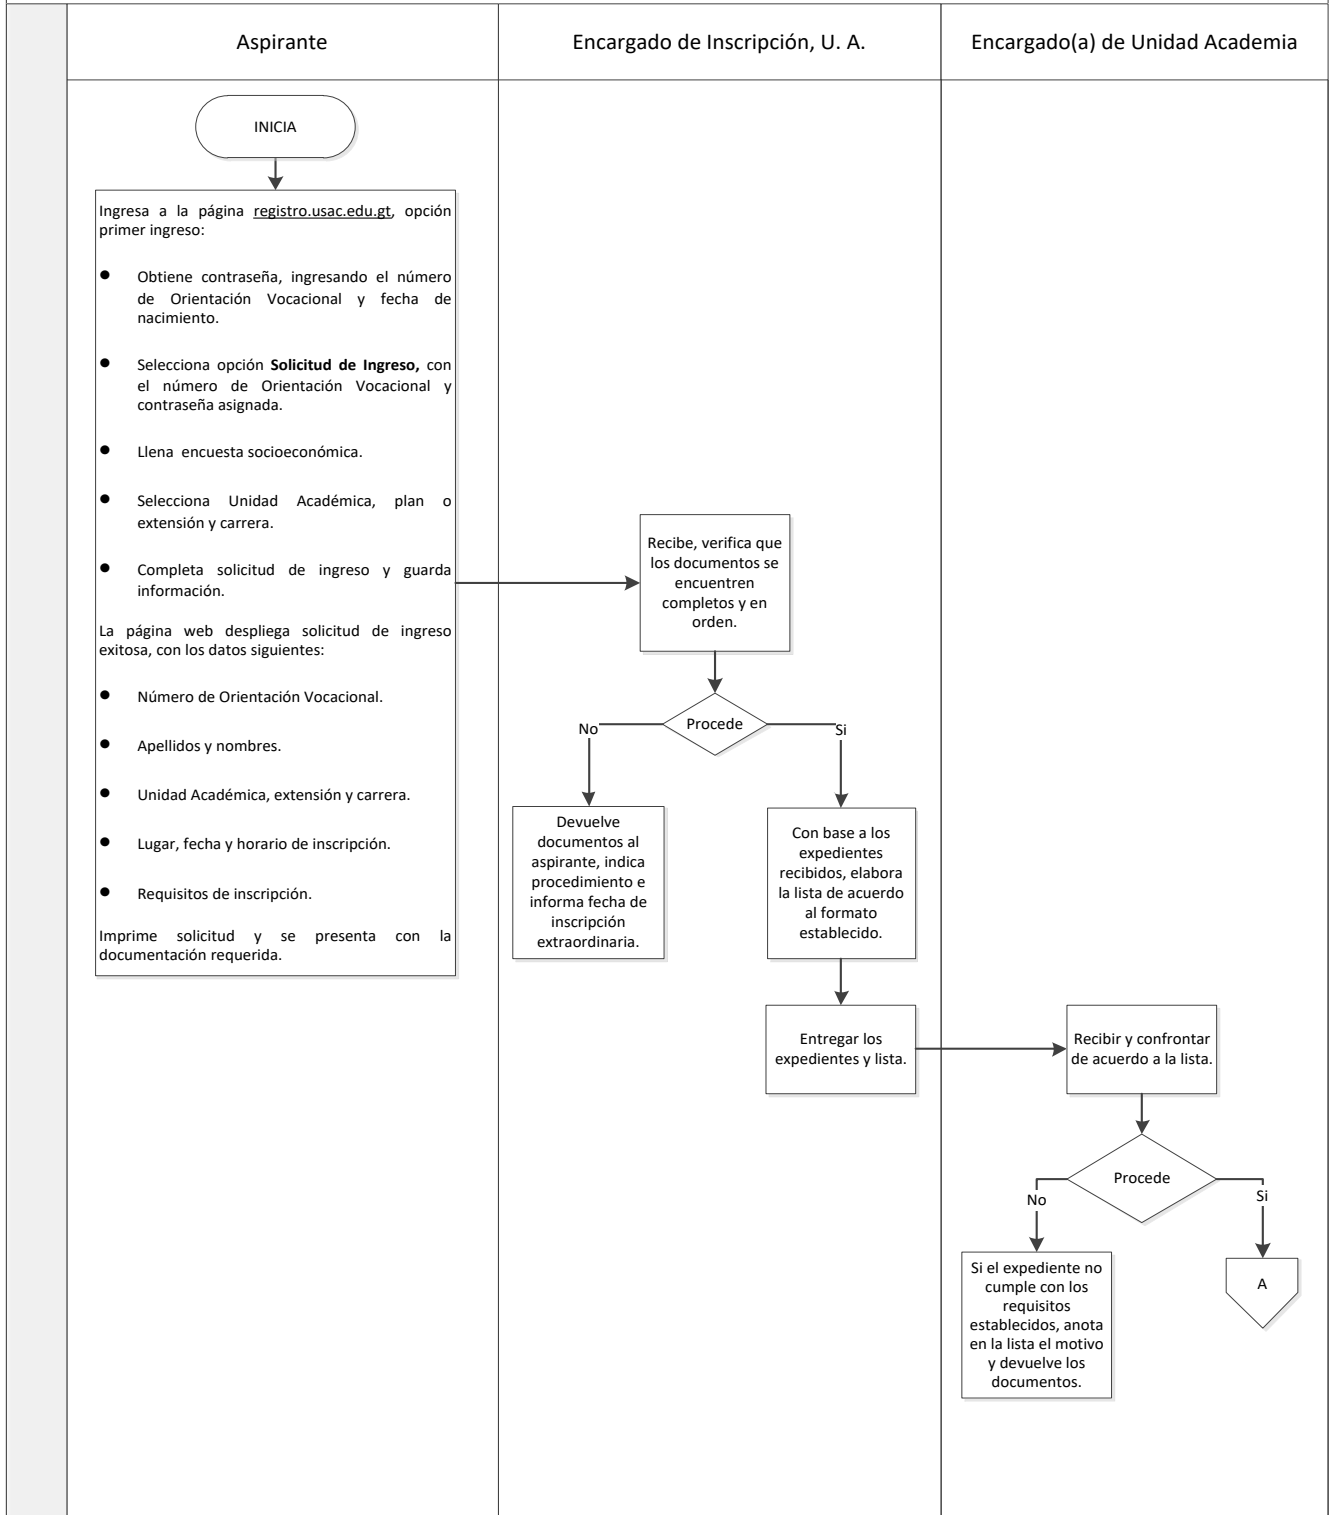 Aspirante
Encargado de Inscripción, U. A.
Encargado(a) de Unidad Academia
INICIA
Ingresa a la página registro.usac.edu.gt, opción
primer ingreso:
● Obtiene contraseña, ingresando el número
de Orientación Vocacional y fecha de
nacimiento.
● Selecciona opción Solicitud de Ingreso, con
el número de Orientación Vocacional y
contraseña asignada.
● Llena encuesta socioeconómica.
● Selecciona Unidad Académica, plan o
extensión y carrera.
● Completa solicitud de ingreso y guarda
información.
La página web despliega solicitud de ingreso
exitosa, con los datos siguientes:
● Número de Orientación Vocacional.
● Apellidos y nombres.
● Unidad Académica, extensión y carrera.
● Lugar, fecha y horario de inscripción.
● Requisitos de inscripción.
Imprime solicitud y se presenta con la
documentación requerida.
Recibe, verifica que
los documentos se
encuentren
completos y en
orden.
Procede
No
Si
Devuelve
documentos al
aspirante, indica
procedimiento e
informa fecha de
inscripción
extraordinaria.
Con base a los
expedientes
recibidos, elabora
la lista de acuerdo
al formato
establecido.
Entregar los
expedientes y lista.
Recibir y confrontar
de acuerdo a la lista.
Procede
No
Si
Si el expediente no
cumple con los
requisitos
establecidos, anota
en la lista el motivo
y devuelve los
documentos.
A